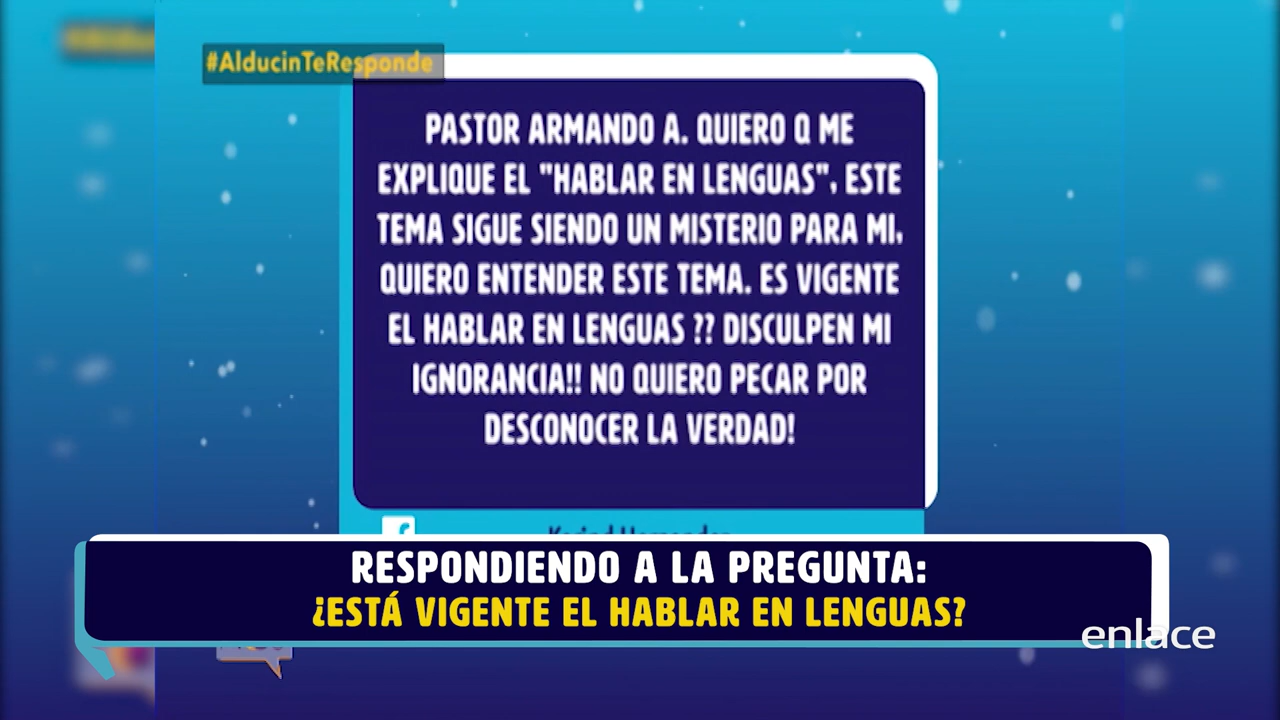 #AlducinTeResponde
PASTOR ARMANDO A. QUIERO Q ME
EXPLIQUE EL "HABLAR EN LENGUAS", ESTE
TEMA SIGUE SIENDO UN MISTERIO PARA MI,
QUIERO ENTENDER ESTE TEMA. ES VIGENTE
EL HABLAR EN LENGUAS ?? DISCULPEN MI
IGNORANCIA!! NO QUIERO PECAR POR
DESCONOCER LA VERDAD!
RESPONDIENDO A LA PREGUNTA:
¿ESTÁ VIGENTE EL HABLAR EN LENGUAS?
enlace